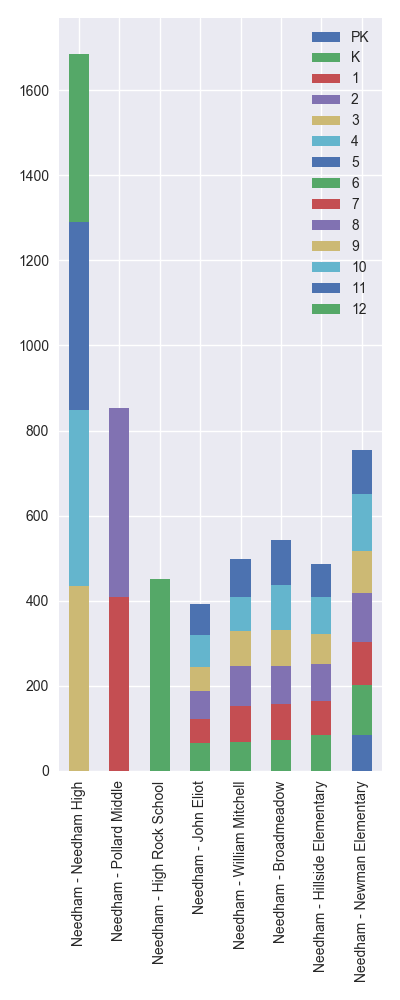 1600
1400
1200
1000
800
600
400
200
0
PK
K
1
2
3
4
5
6
7
8
9
10
11
12
Needham - Needham High
Needham - Pollard Middle
Needham - High Rock School
Needham - John Eliot
Needham - William Mitchell
Needham - Broadmeadow
Needham - Hillside Elementary
Needham - Newman Elementary